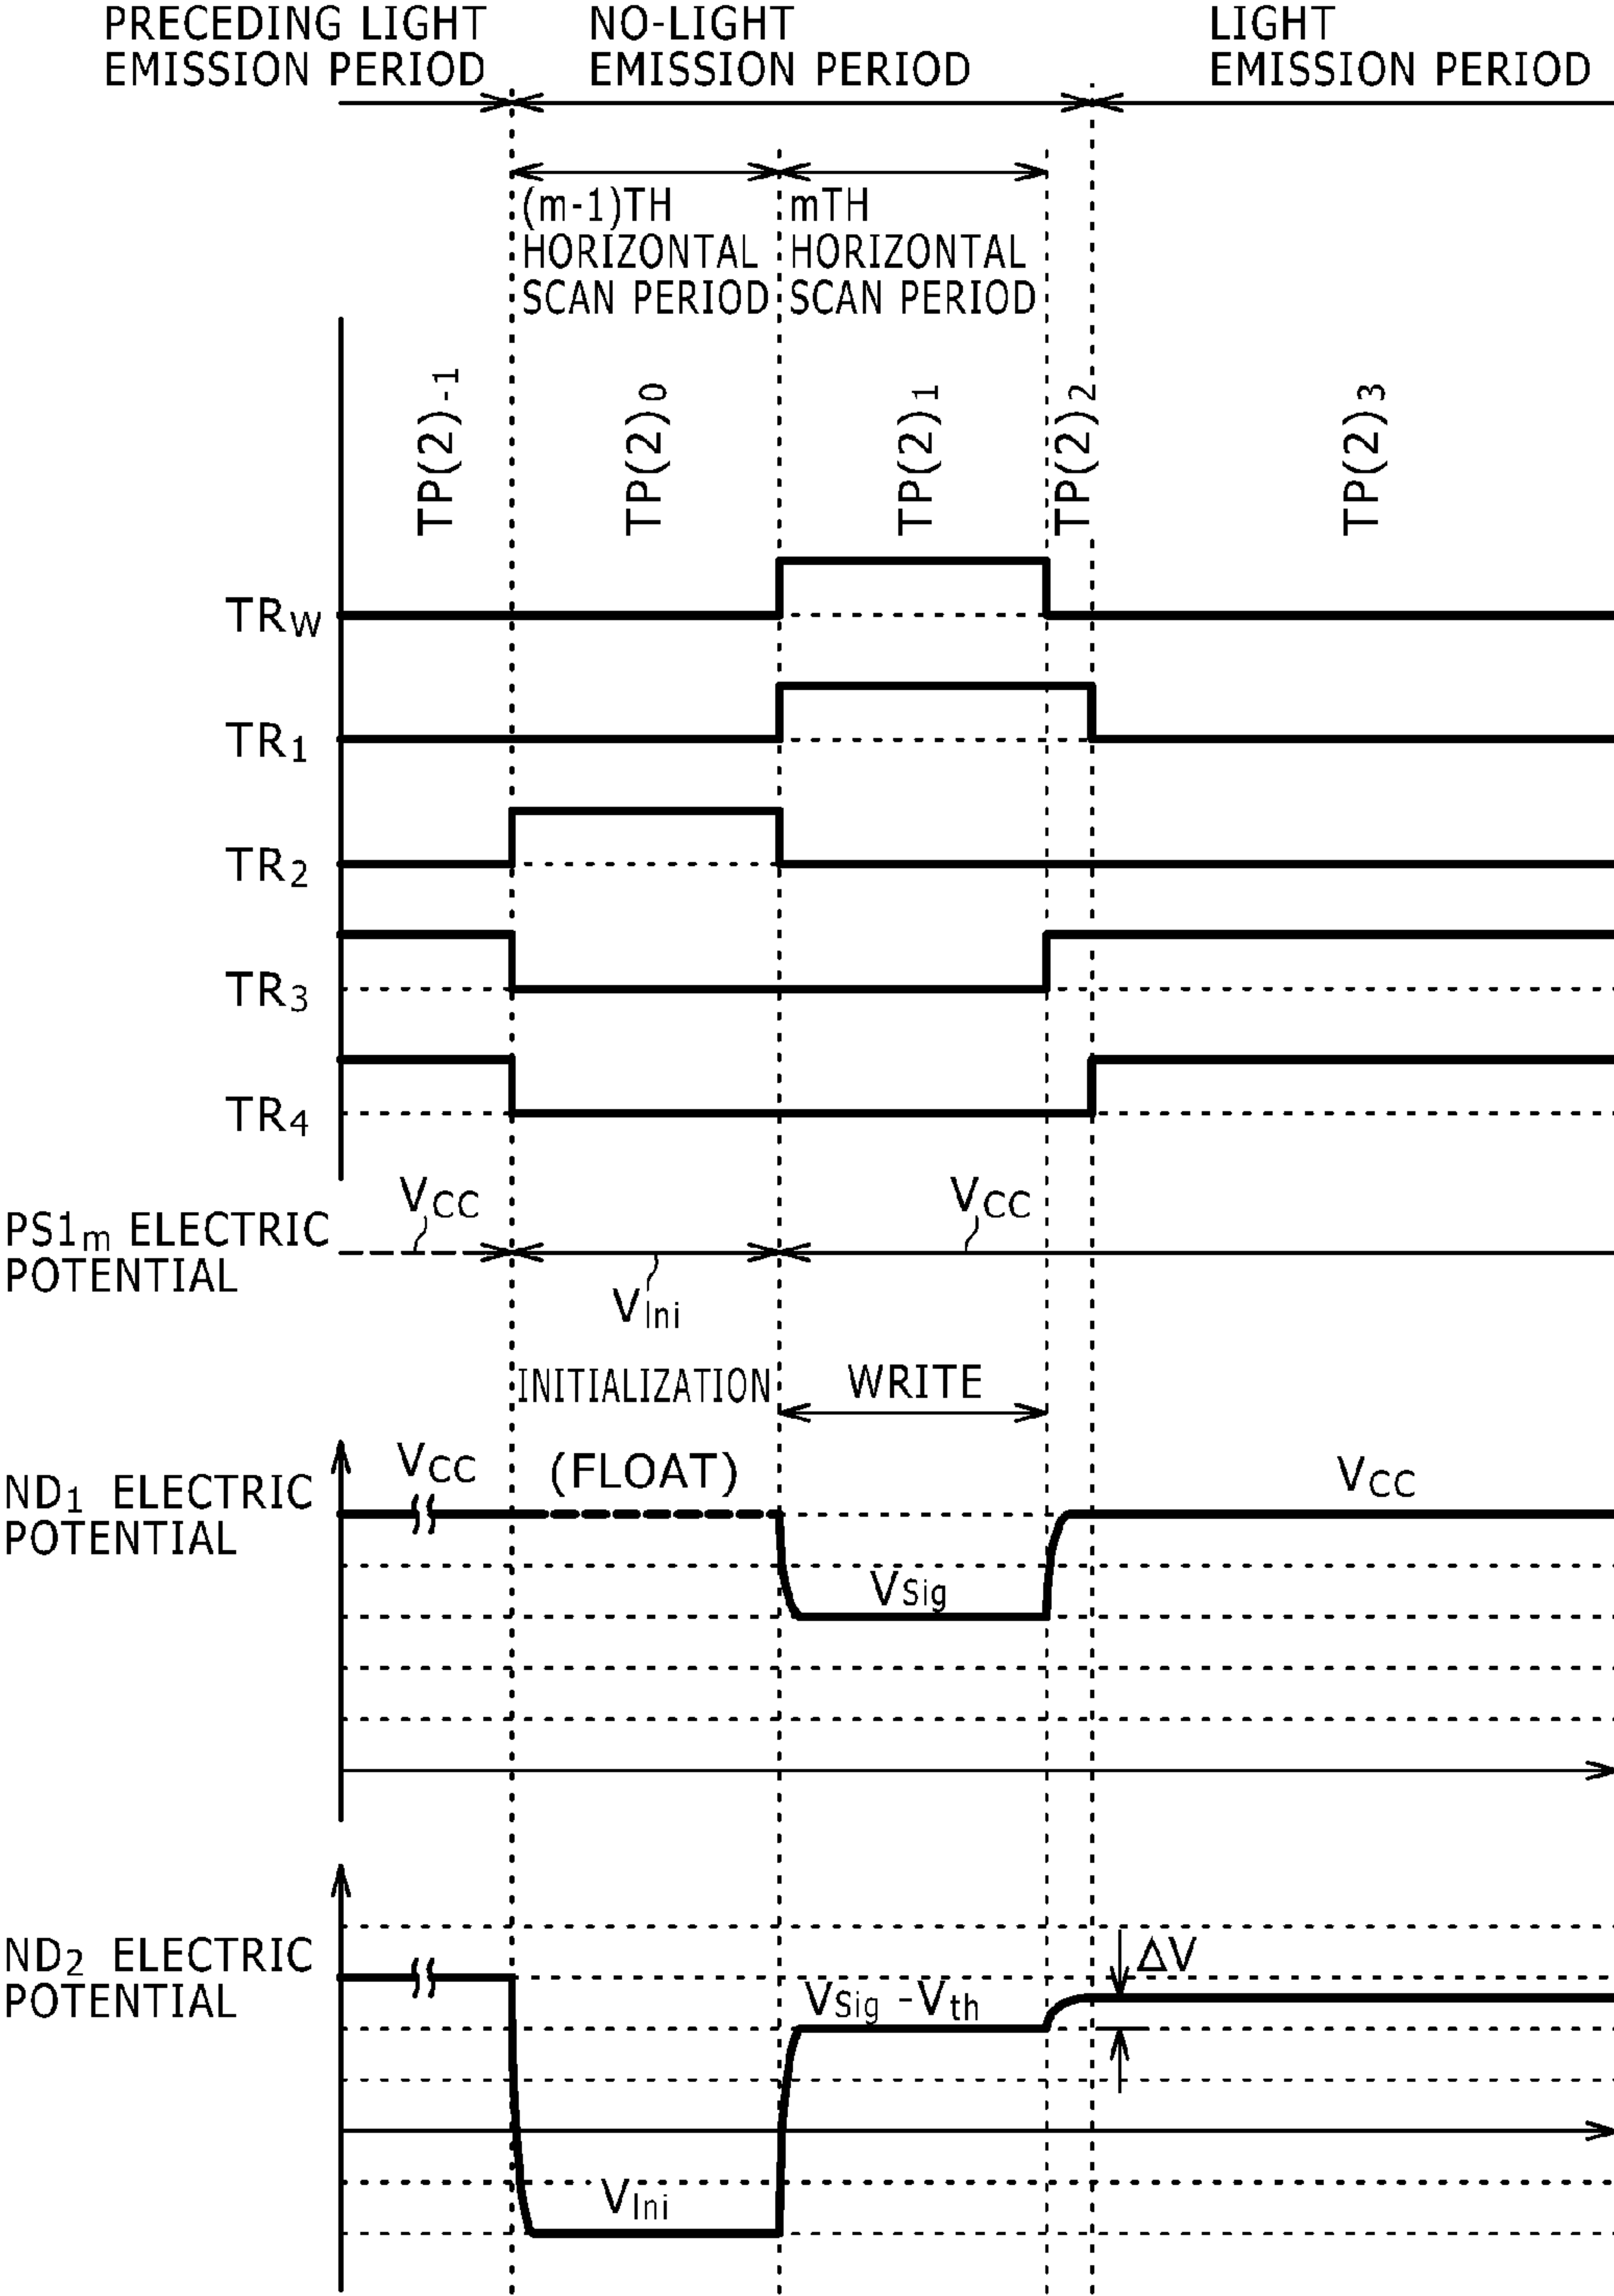 PRECEDING LIGHT
EMISSION PERIOD
NO-LIGHT
EMISSION PERIOD
LIGHT
EMISSION PERIOD
(m-1)TH
HORIZONTAL
SCAN PERIOD
mTH
HORIZONTAL
SCAN PERIOD
TP(2)-1
TP(2)0
TP(2)1
TP(2)2
TP(2)3
TRW
TR1
TR2
TR3
TR4
PS1m ELECTRIC
POTENTIAL
VCC
VIni
VCC
INITIALIZATION
WRITE
ND1 ELECTRIC
POTENTIAL
VCC
(FLOAT)
VSig
VCC
ND2 ELECTRIC
POTENTIAL
VIni
VSig -Vth
ΔV